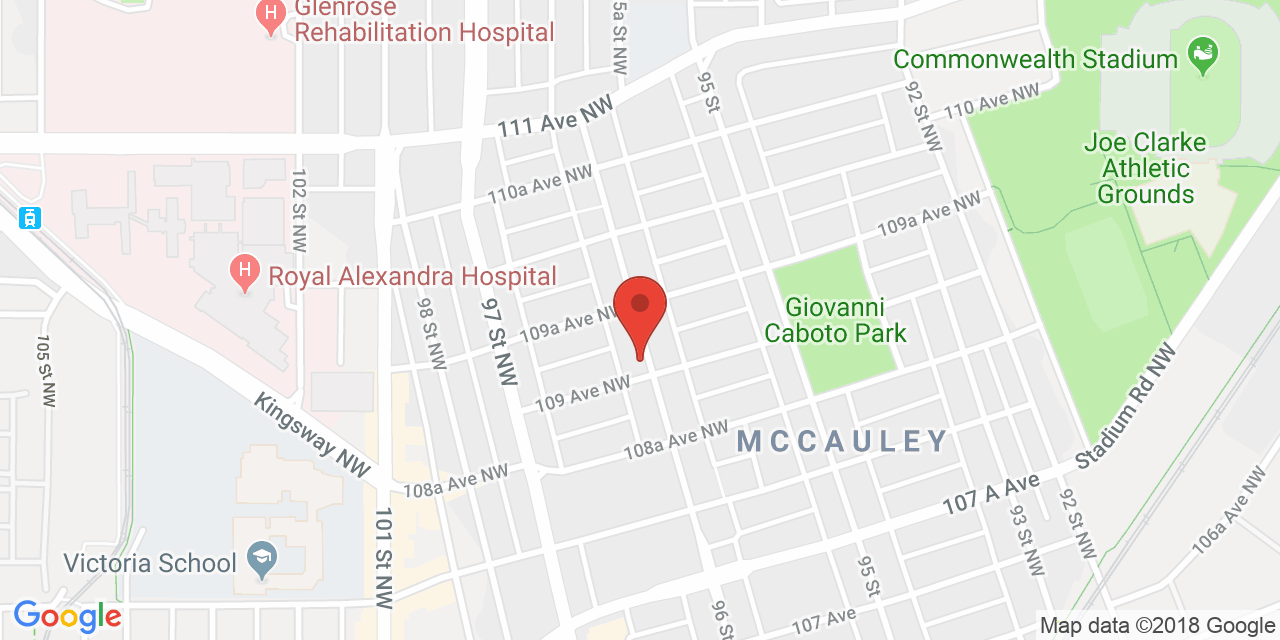 Glenrose
Rehabilitation Hospital
5a St NW
95 St
Commonwealth Stadium
92 St NW
110 Ave NW
111 Ave NW
Joe Clarke
Athletic
Grounds
110a Ave NW
102 St NW
109a Ave NW
H
H
Royal Alexandra Hospital
98 St NW
97 St NW
109a Ave NW
Giovanni
Caboto Park
105 St NW
109 Ave NW
Kingsway NW
108a Ave NW
MCCAULEY
Stadium Rd NW
108a Ave NW
107 A Ave
101 St NW
93 St NW
92 St NW
106a Ave NW
Victoria School
95 St
96 St
107 Ave
Google
Map data ©2018 Google